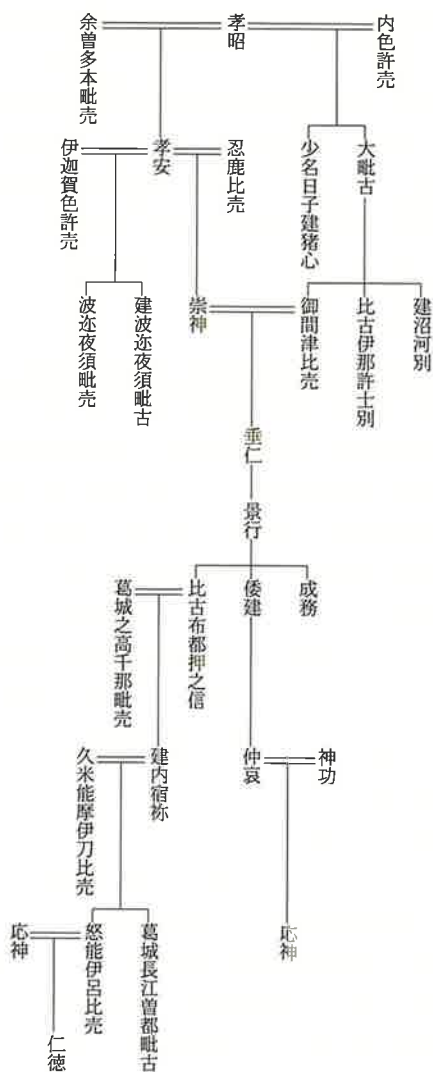 内色許売
孝昭
余曽多本毗売
大毗古
少名日子建猪心
忍鹿比売
孝安
伊迦賀色許売
建沼河別
比古伊那許士別
御間津比売
崇神
建波迩夜須毗古
波迩夜須毗売
垂仁
景行
成務
倭建
比古布都押之信
葛城之高千那毗売
神功
仲哀
建内宿祢
久米能摩伊刀比売
応神
葛城長江曽都毗古
怒能伊呂比売
応神
仁徳